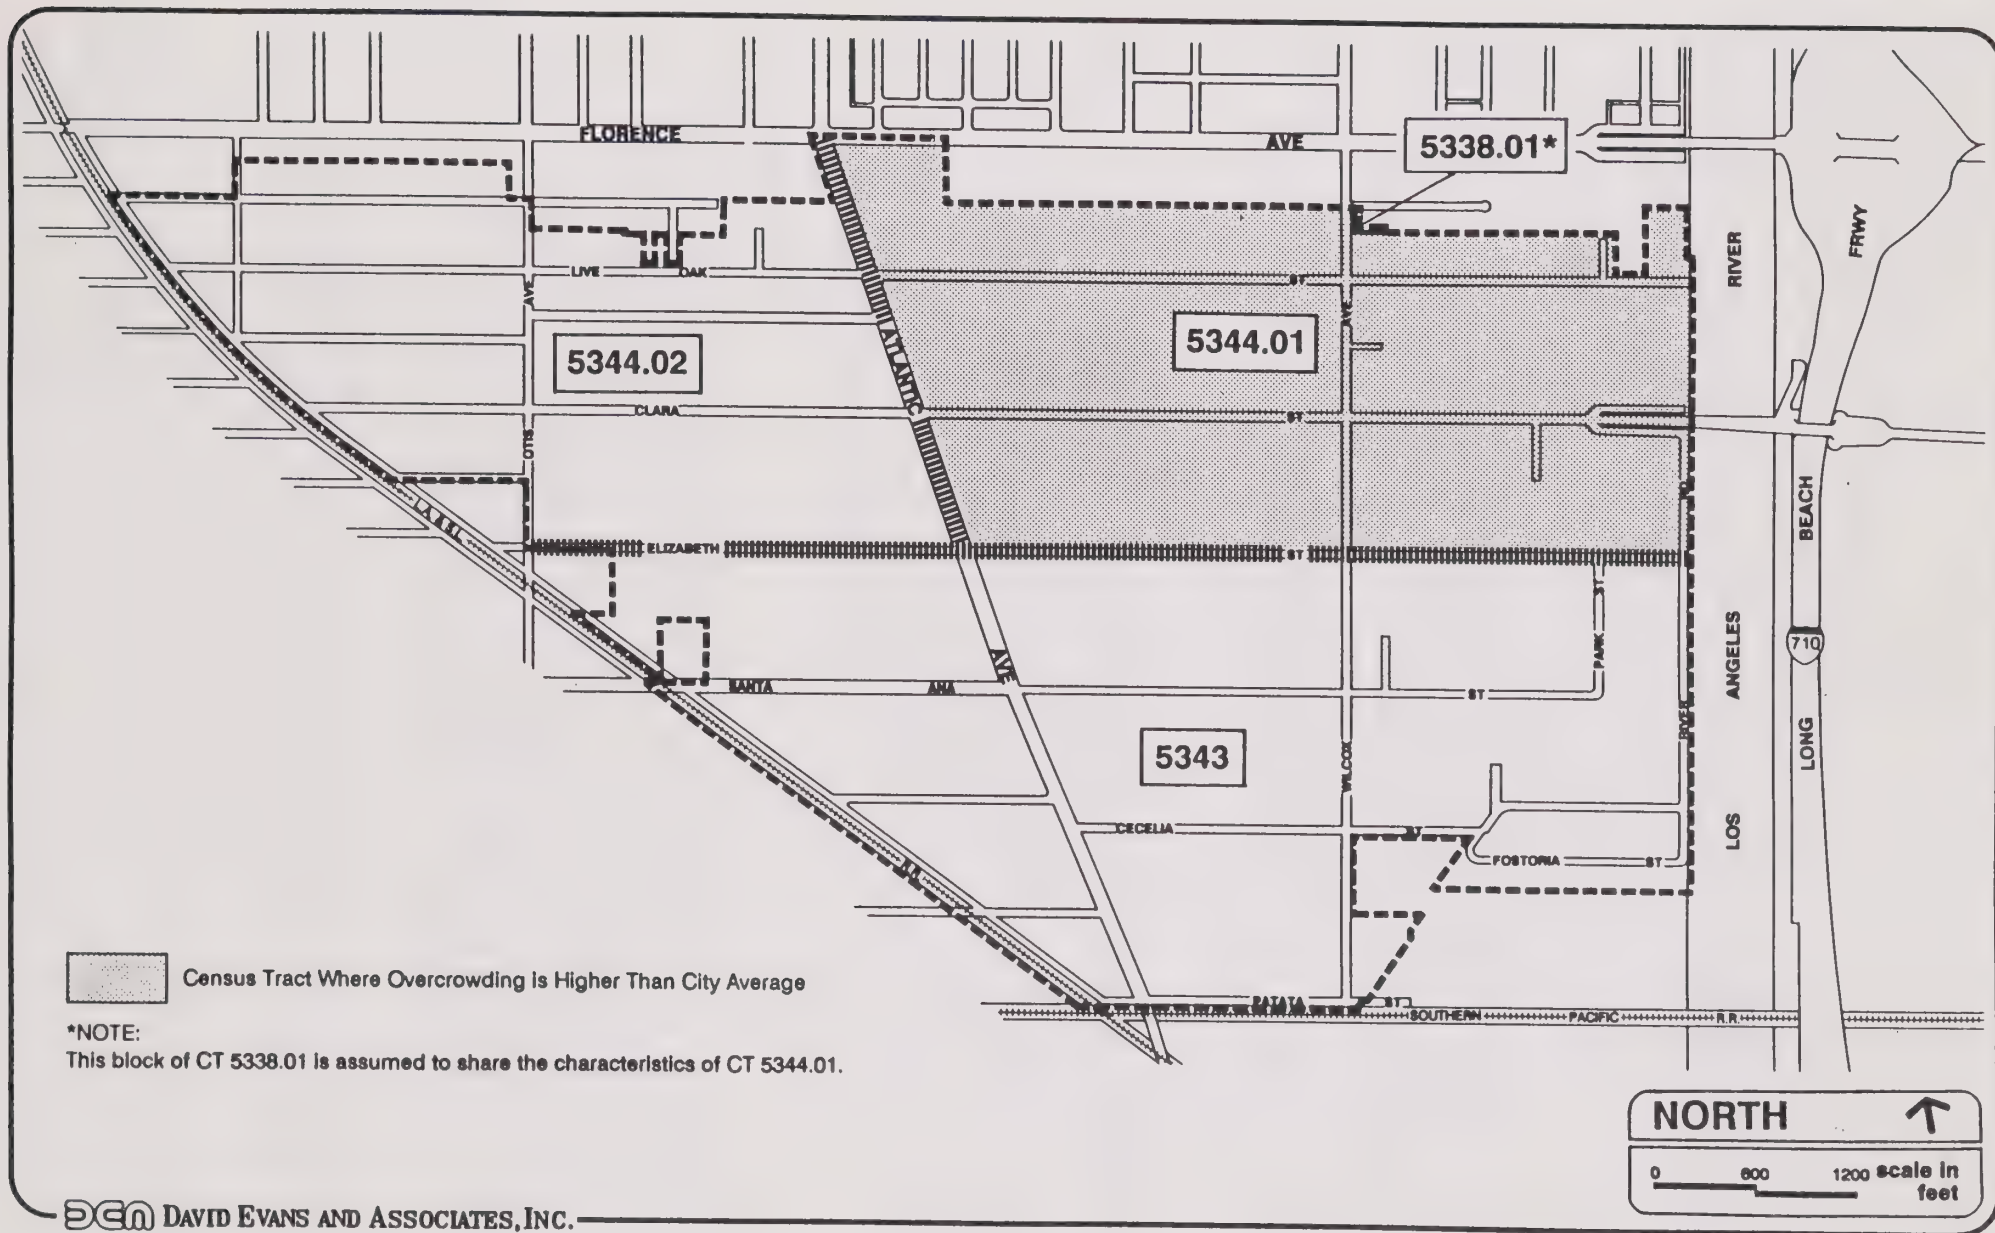 FLORENCE
AVE
5338.01*
RIVER
FRWY
LIVE
OAK
ST
AVE
AVE
5344.02
5344.01
ATLANTIC
CLARA
ST
OTIS
RD
BEACH
ELIZABETH
ST
ST
PARK
ANGELES
710
AVE
SANTA
ANA
ST
RIVER
LONG
5343
WILCOX
LOS
CECELIA
ST
FOSTORIA
ST
R.R.
PATATA
ST
SOUTHERN
PACIFIC
R.R.
Census Tract Where Overcrowding is Higher Than City Average
*NOTE:
This block of CT 5338.01 is assumed to share the characteristics of CT 5344.01.
NORTH
0 600 1200 scale in
feet
DEA DAVID EVANS AND ASSOCIATES, INC.